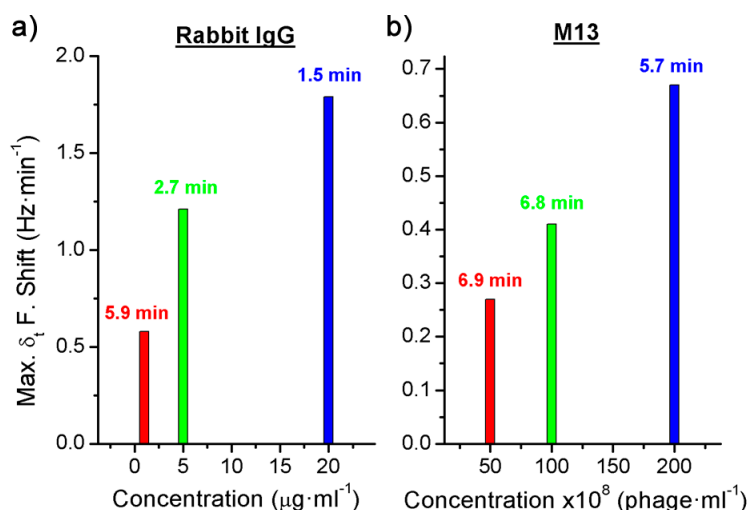 a)
Rabbit IgG
Max. δt F. Shift (Hz·min⁻¹)
2.0
1.5
1.0
0.5
0.0
5.9 min
2.7 min
1.5 min
0 5 10 15 20
Concentration (μg·ml⁻¹)
b)
M13
0.7
0.6
0.5
0.4
0.3
0.2
0.1
0.0
6.9 min
6.8 min
5.7 min
50 100 150 200
Concentration x10⁸ (phage·ml⁻¹)